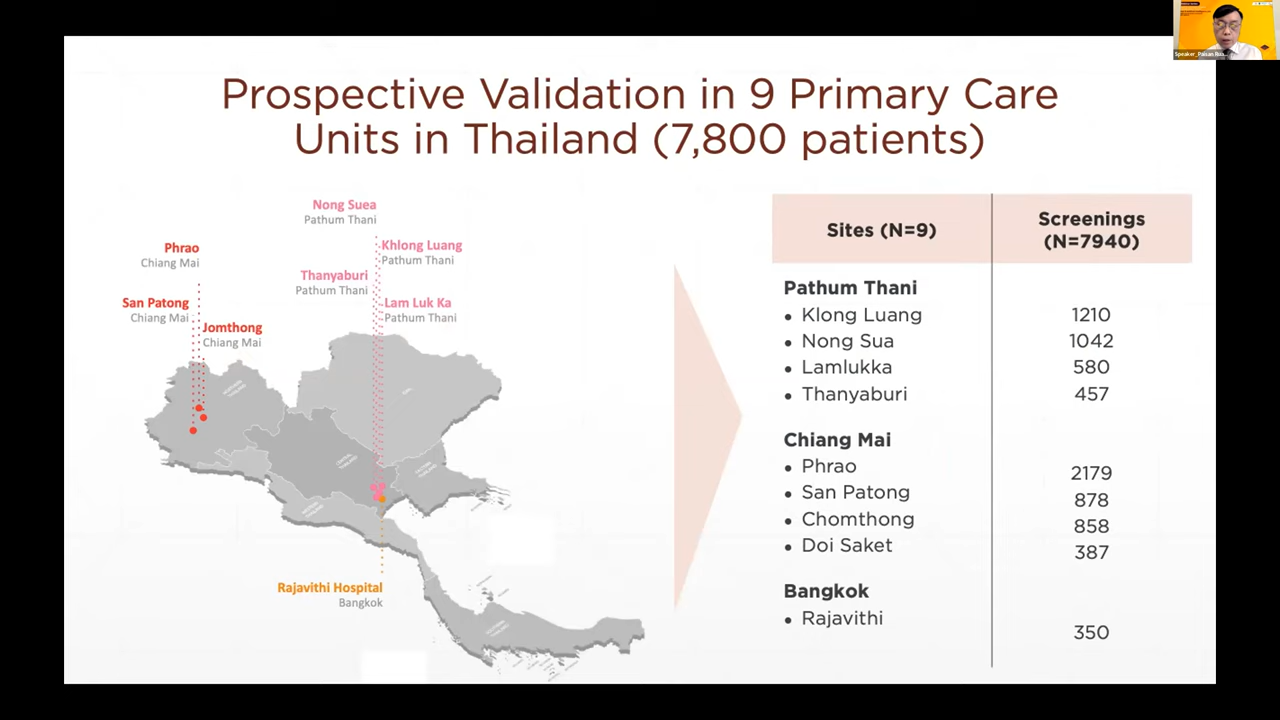 Prospective Validation in 9 Primary Care
Units in Thailand (7,800 patients)
Nong Suea
Pathum Thani
Phrao
Chiang Mai
Khlong Luang
Pathum Thani
Thanyaburi
Pathum Thani
San Patong
Chiang Mai
Lam Luk Ka
Pathum Thani
Jomthong
Chiang Mai
Rajavithi Hospital
Bangkok
Sites (N=9)
Screenings
(N=7940)
Pathum Thani
• Klong Luang 1210
• Nong Sua 1042
• Lamlukka 580
• Thanyaburi 457
Chiang Mai
• Phrao 2179
• San Patong 878
• Chomthong 858
• Doi Saket 387
Bangkok
• Rajavithi 350